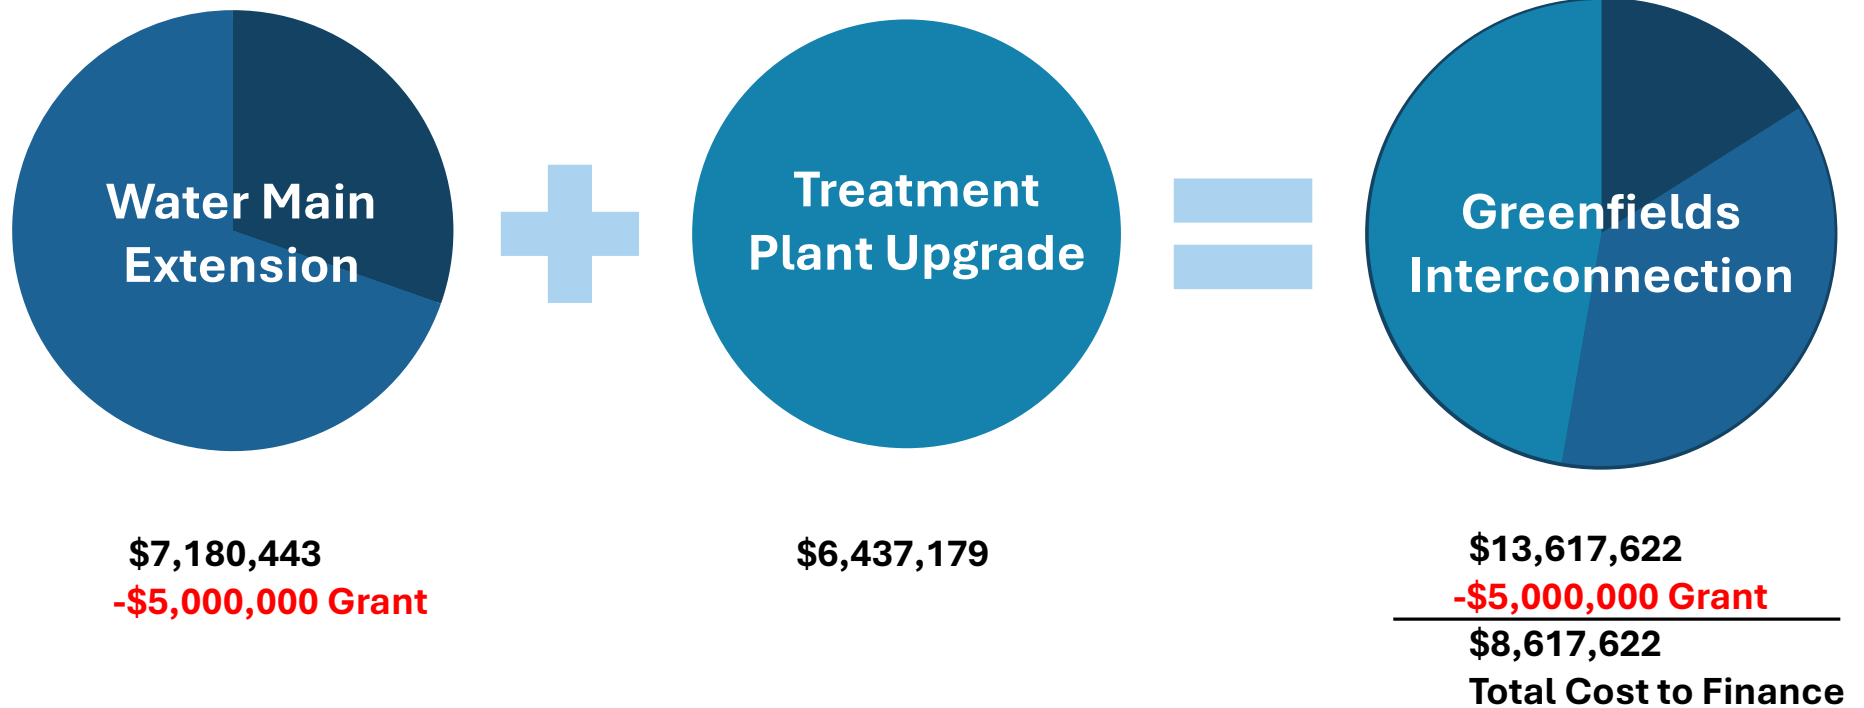 Water Main
Extension
Treatment
Plant Upgrade
Greenfields
Interconnection
$7,180,443
-$5,000,000 Grant
$6,437,179
$13,617,622
-$5,000,000 Grant
$8,617,622
Total Cost to Finance